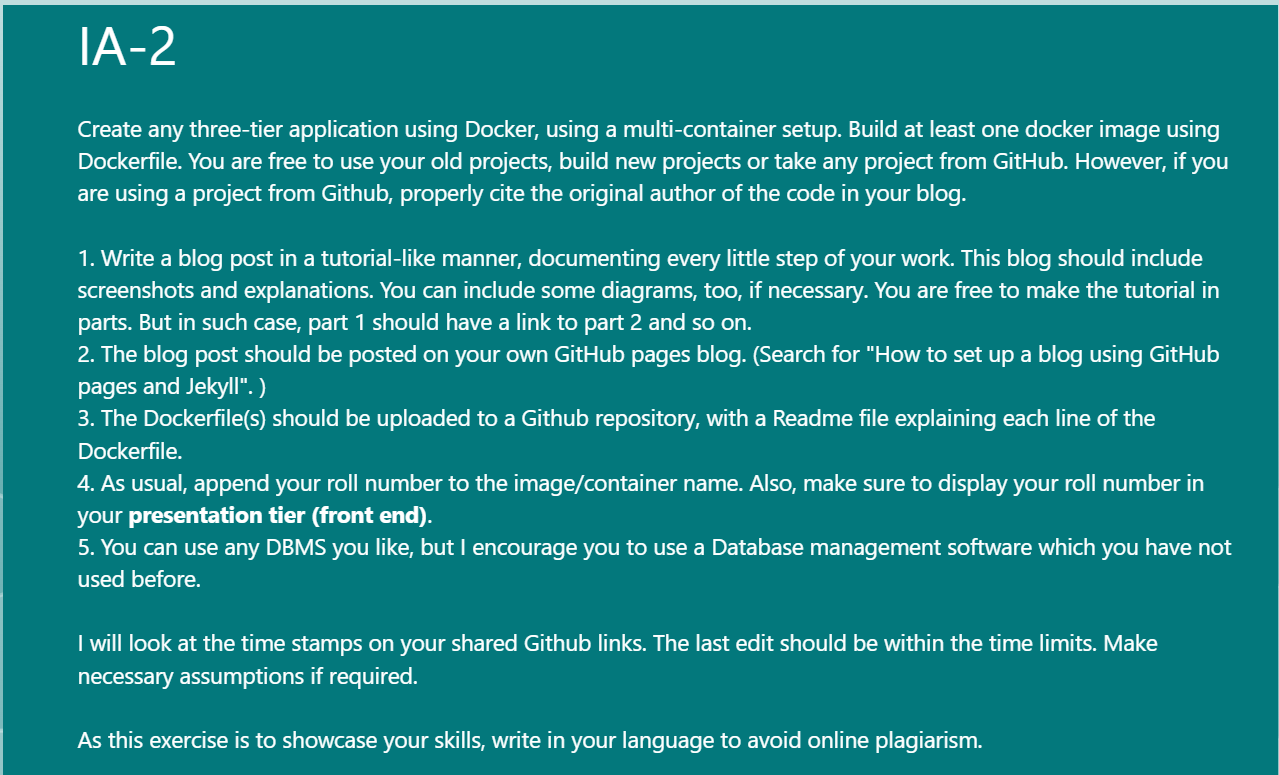 IA-2
Create any three-tier application using Docker, using a multi-container setup. Build at least one docker image using
Dockerfile. You are free to use your old projects, build new projects or take any project from GitHub. However, if you
are using a project from Github, properly cite the original author of the code in your blog.
1. Write a blog post in a tutorial-like manner, documenting every little step of your work. This blog should include
screenshots and explanations. You can include some diagrams, too, if necessary. You are free to make the tutorial in
parts. But in such case, part 1 should have a link to part 2 and so on.
2. The blog post should be posted on your own GitHub pages blog. (Search for "How to set up a blog using GitHub
pages and Jekyll". )
3. The Dockerfile(s) should be uploaded to a Github repository, with a Readme file explaining each line of the
Dockerfile.
4. As usual, append your roll number to the image/container name. Also, make sure to display your roll number in
your presentation tier (front end).
5. You can use any DBMS you like, but I encourage you to use a Database management software which you have not
used before.
I will look at the time stamps on your shared Github links. The last edit should be within the time limits. Make
necessary assumptions if required.
As this exercise is to showcase your skills, write in your language to avoid online plagiarism.